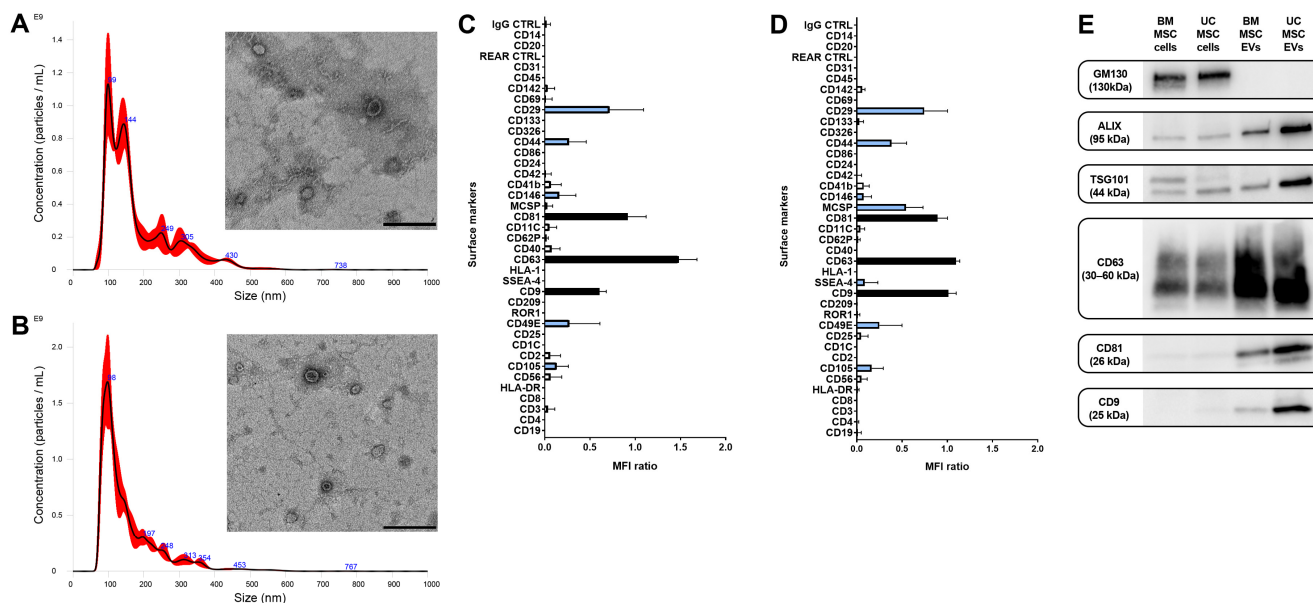 A
E9
Concentration (particles / mL)
1.4
1.2
1.0
0.8
0.6
0.4
0.2
0
99
144
249
305
430
738
0 100 200 300 400 500 600 700 800 900 1000
Size (nm)
B
E9
Concentration (particles / mL)
2.0
1.5
1.0
0.5
0
98
197
248
313
354
453
767
0 100 200 300 400 500 600 700 800 900 1000
Size (nm)
C
Surface markers
IgG CTRL
CD14
CD20
REAR CTRL
CD31
CD45
CD142
CD69
CD29
CD133
CD326
CD44
CD86
CD24
CD42
CD41b
CD146
MCSP
CD81
CD11C
CD62P
CD40
CD63
HLA-1
SSEA-4
CD9
CD209
ROR1
CD49E
CD25
CD1C
CD2
CD105
CD56
HLA-DR
CD8
CD3
CD4
CD19
0.0 0.5 1.0 1.5 2.0
MFI ratio
D
Surface markers
IgG CTRL
CD14
CD20
REAR CTRL
CD31
CD45
CD142
CD69
CD29
CD133
CD326
CD44
CD86
CD24
CD42
CD41b
CD146
MCSP
CD81
CD11C
CD62P
CD40
CD63
HLA-1
SSEA-4
CD9
CD209
ROR1
CD49E
CD25
CD1C
CD2
CD105
CD56
HLA-DR
CD8
CD3
CD4
CD19
0.0 0.5 1.0 1.5 2.0
MFI ratio
E
BM UC BM UC
MSC MSC MSC MSC
cells cells EVs EVs
GM130
(130kDa)
ALIX
(95 kDa)
TSG101
(44 kDa)
CD63
(30–60 kDa)
CD81
(26 kDa)
CD9
(25 kDa)